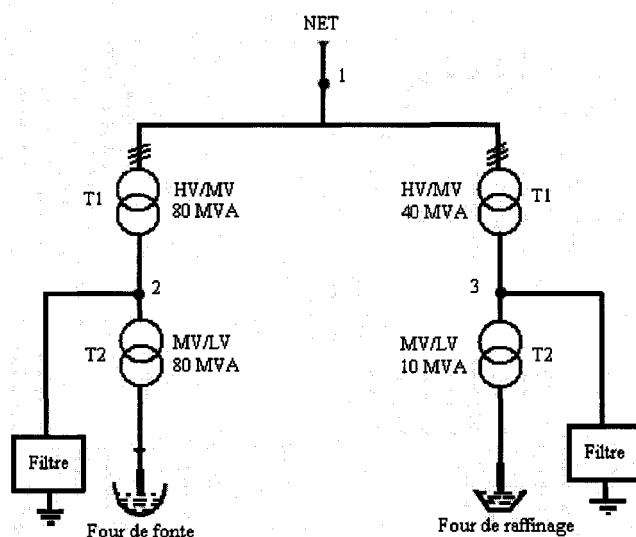 NET
1
T1
HV/MV
80 MVA
HV/MV
40 MVA
T1
2
3
T2
MV/LV
80 MVA
MV/LV
10 MVA
T2
Filtre
Filtre
Four de fonte
Four de raffinage